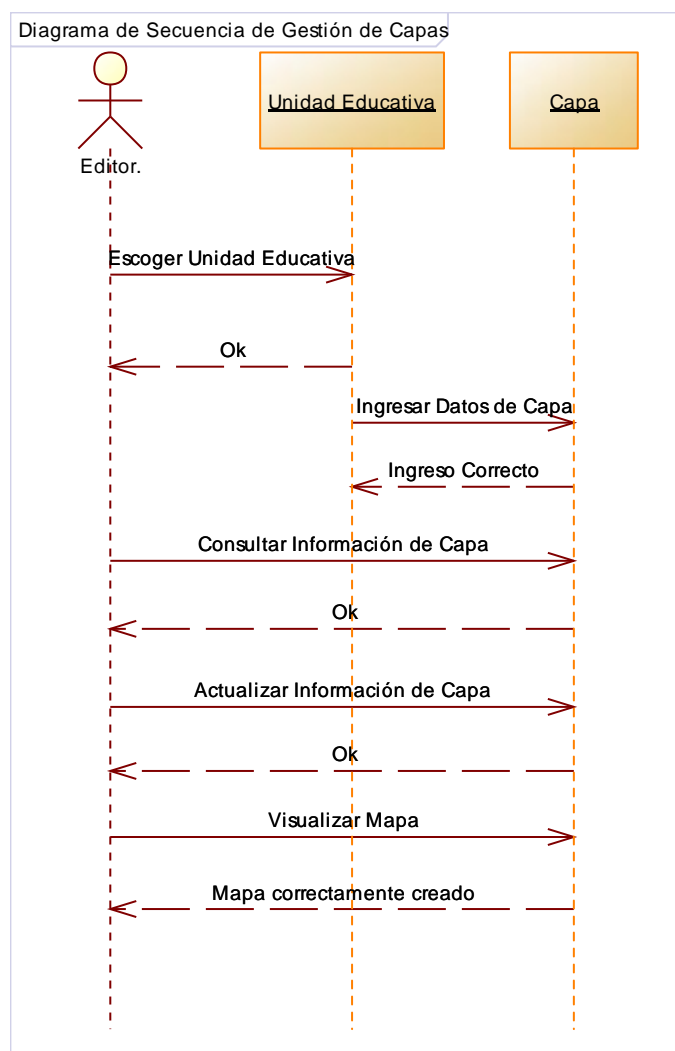 Diagrama de Secuencia de Gestión de Capas
Unidad Educativa
Capa
Editor.
Escoger Unidad Educativa
Ok
Ingresar Datos de Capa
Ingreso Correcto
Consultar Información de Capa
Ok
Actualizar Información de Capa
Ok
Visualizar Mapa
Mapa correctamente creado